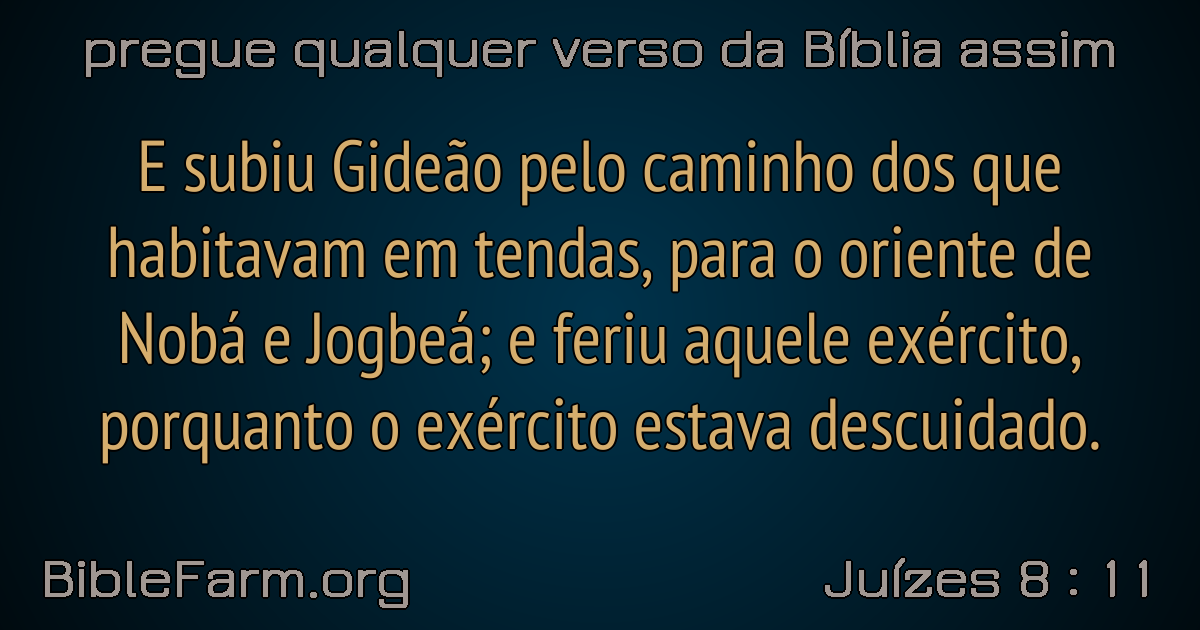 pregue qualquer verso da Bíblia assim
E subiu Gideão pelo caminho dos que
habitavam em tendas, para o oriente de
Nobá e Jogbeá; e feriu aquele exército,
porquanto o exército estava descuidado.
BibleFarm.org
Juízes 8 : 11